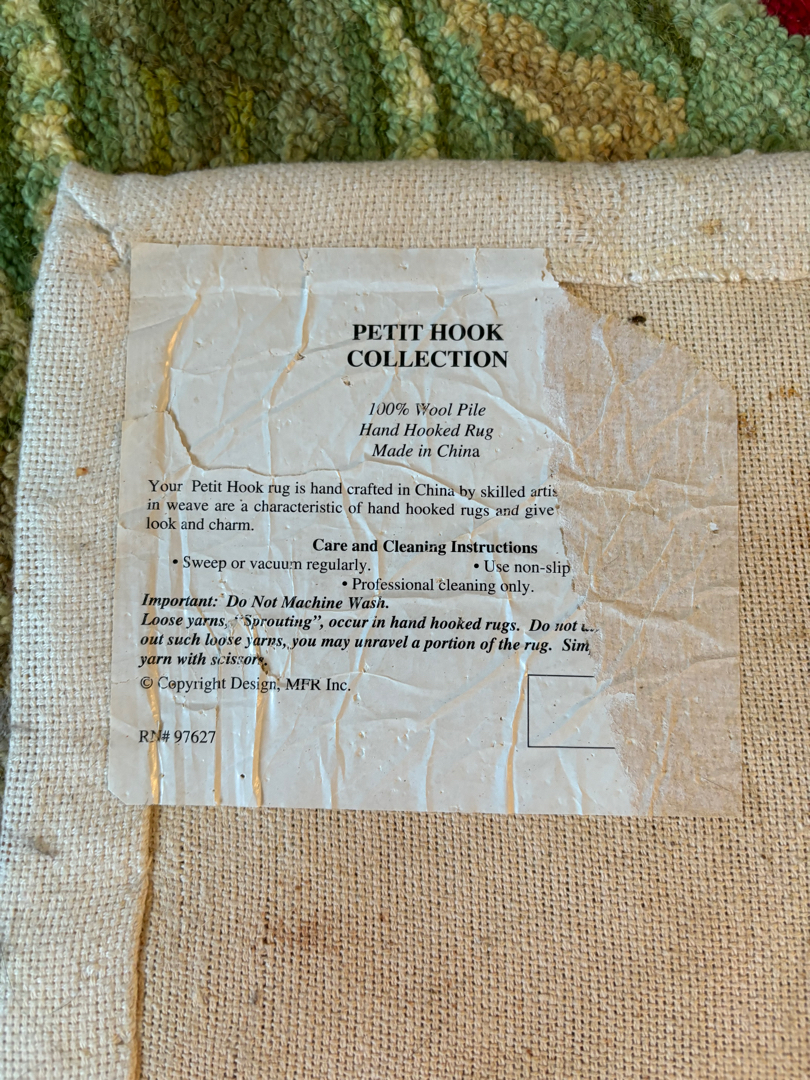 PETIT HOOK
COLLECTION
100% Wool Pile
Hand Hooked Rug
Made in China
Your Petit Hook rug is hand crafted in China by skilled
in weave are a characteristic of hand hooked rugs and give
look and charm.
Care and Cleaning Instructions
• Sweep or vacuum regularly. • Use non-slip
• Professional cleaning only.
Important: Do Not Machine Wash.
Loose yarns, "Sprouting", occur in hand hooked rugs. Do not
out such loose yarns, you may unravel a portion of the rug.
yarn with scissors.
© Copyright Design, MFR Inc.
RN# 97627